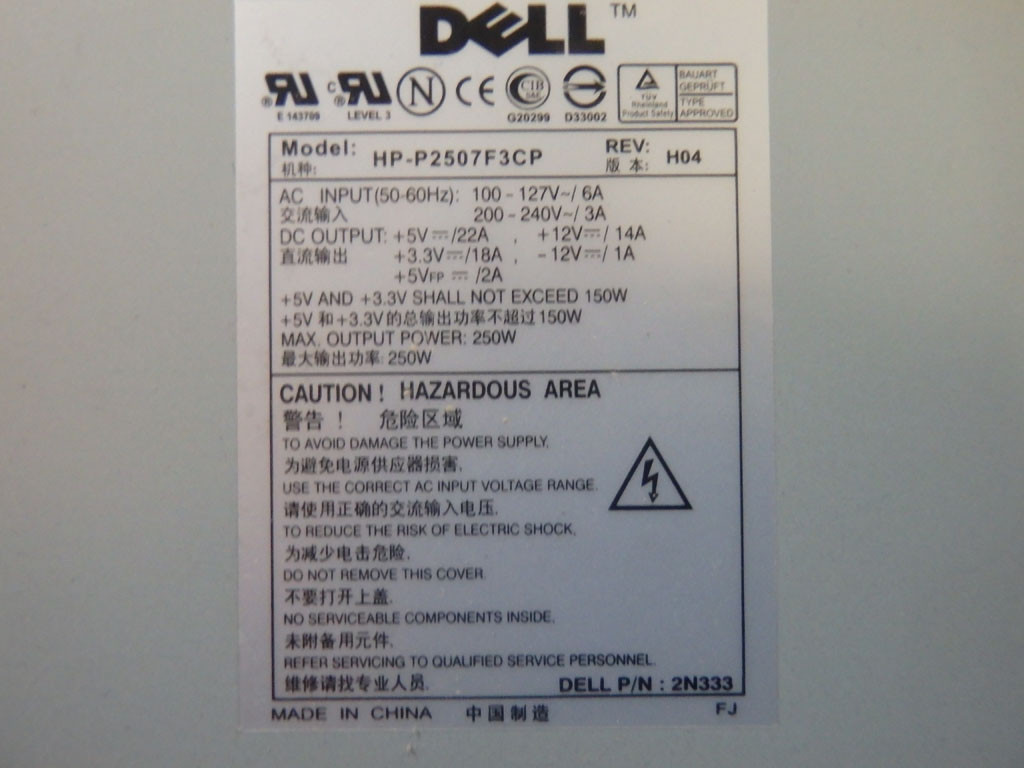 DELL™
E 143709
c
LEVEL 3
N
CE
CIB
G20299
D33002
TÜV
Rheinland
Product Safety
BAUART
GEPRÜFT
TYPE
APPROVED
Model: HP-P2507F3CP REV: H04
机种: 版本:
AC INPUT(50-60Hz): 100-127V~/ 6A
交流输入 200-240V~/ 3A
DC OUTPUT: +5V⎓/22A , +12V⎓/ 14A
直流输出 +3.3V⎓/18A , -12V⎓/ 1A
+5VFP ⎓ /2A
+5V AND +3.3V SHALL NOT EXCEED 150W
+5V 和+3.3V的总输出功率不超过150W
MAX. OUTPUT POWER: 250W
最大输出功率: 250W
CAUTION! HAZARDOUS AREA
警告! 危险区域
TO AVOID DAMAGE THE POWER SUPPLY,
为避免电源供应器损害,
USE THE CORRECT AC INPUT VOLTAGE RANGE.
请使用正确的交流输入电压.
TO REDUCE THE RISK OF ELECTRIC SHOCK,
为减少电击危险,
DO NOT REMOVE THIS COVER.
不要打开上盖.
NO SERVICEABLE COMPONENTS INSIDE,
未附备用元件,
REFER SERVICING TO QUALIFIED SERVICE PERSONNEL.
维修请找专业人员. DELL P/N : 2N333
MADE IN CHINA 中国制造 FJ